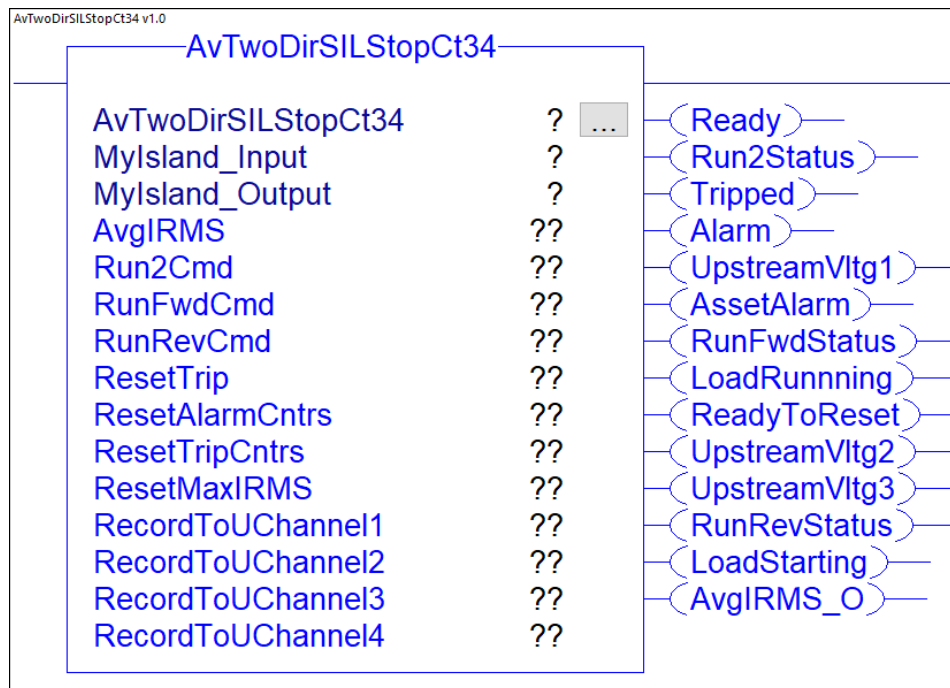 AvTwoDirSILStopCt34 v1.0
AvTwoDirSILStopCt34
AvTwoDirSILStopCt34 ? ... Ready
MyIsland_Input ? Run2Status
MyIsland_Output ? Tripped
AvgIRMS ?? Alarm
Run2Cmd ?? UpstreamVltg1
RunFwdCmd ?? AssetAlarm
RunRevCmd ?? RunFwdStatus
ResetTrip ?? LoadRunnning
ResetAlarmCntrs ?? ReadyToReset
ResetTripCntrs ?? UpstreamVltg2
ResetMaxIRMS ?? UpstreamVltg3
RecordToUChannel1 ?? RunRevStatus
RecordToUChannel2 ?? LoadStarting
RecordToUChannel3 ?? AvgIRMS_O
RecordToUChannel4 ??